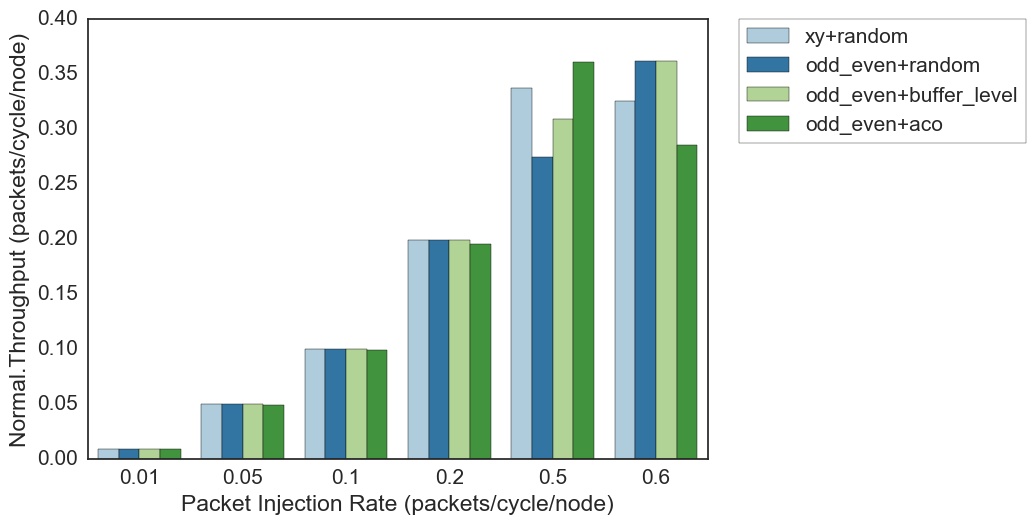 0.40
0.35
0.30
0.25
0.20
0.15
0.10
0.05
0.00
Normal.Throughput (packets/cycle/node)
0.01 0.05 0.1 0.2 0.5 0.6
Packet Injection Rate (packets/cycle/node)
xy+random
odd_even+random
odd_even+buffer_level
odd_even+aco